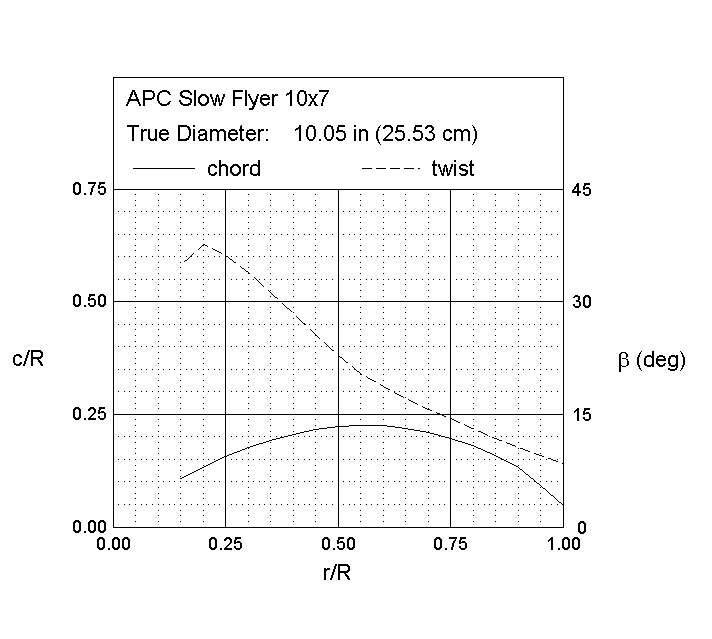 APC Slow Flyer 10x7
True Diameter: 10.05 in (25.53 cm)
chord twist
0.75 45
0.50 30
c/R β (deg)
0.25 15
0.00 0
0.00 0.25 0.50 0.75 1.00
r/R